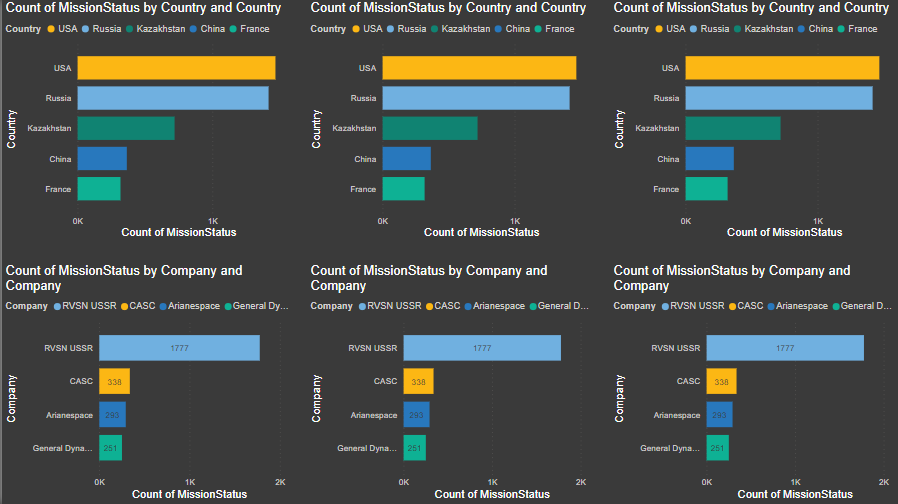 Count of MissionStatus by Country and Country
Country USA Russia Kazakhstan China France
USA
Russia
Kazakhstan
China
France
Country
0K 1K
Count of MissionStatus
Count of MissionStatus by Country and Country
Country USA Russia Kazakhstan China France
USA
Russia
Kazakhstan
China
France
Country
0K 1K
Count of MissionStatus
Count of MissionStatus by Country and Country
Country USA Russia Kazakhstan China France
USA
Russia
Kazakhstan
China
France
Country
0K 1K
Count of MissionStatus
Count of MissionStatus by Company and
Company
Company RVSN USSR CASC Arianespace General Dy...
RVSN USSR 1777
CASC 338
Arianespace 293
General Dyna... 251
Company
0K 1K 2K
Count of MissionStatus
Count of MissionStatus by Company and
Company
Company RVSN USSR CASC Arianespace General D...
RVSN USSR 1777
CASC 338
Arianespace 293
General Dyna... 251
Company
0K 1K 2K
Count of MissionStatus
Count of MissionStatus by Company and
Company
Company RVSN USSR CASC Arianespace General D...
RVSN USSR 1777
CASC 338
Arianespace 293
General Dyna... 251
Company
0K 1K 2K
Count of MissionStatus